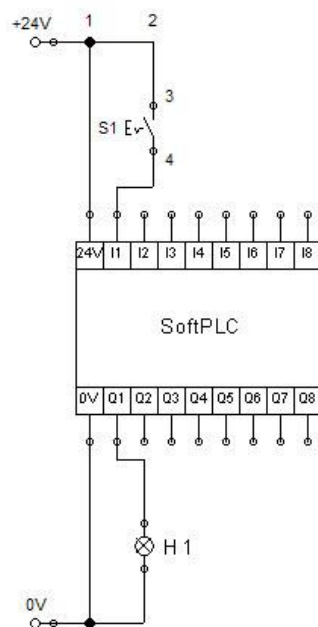 1 2
+24V
3
S1
4
24V I1 I2 I3 I4 I5 I6 I7 I8
SoftPLC
0V Q1 Q2 Q3 Q4 Q5 Q6 Q7 Q8
H 1
0V